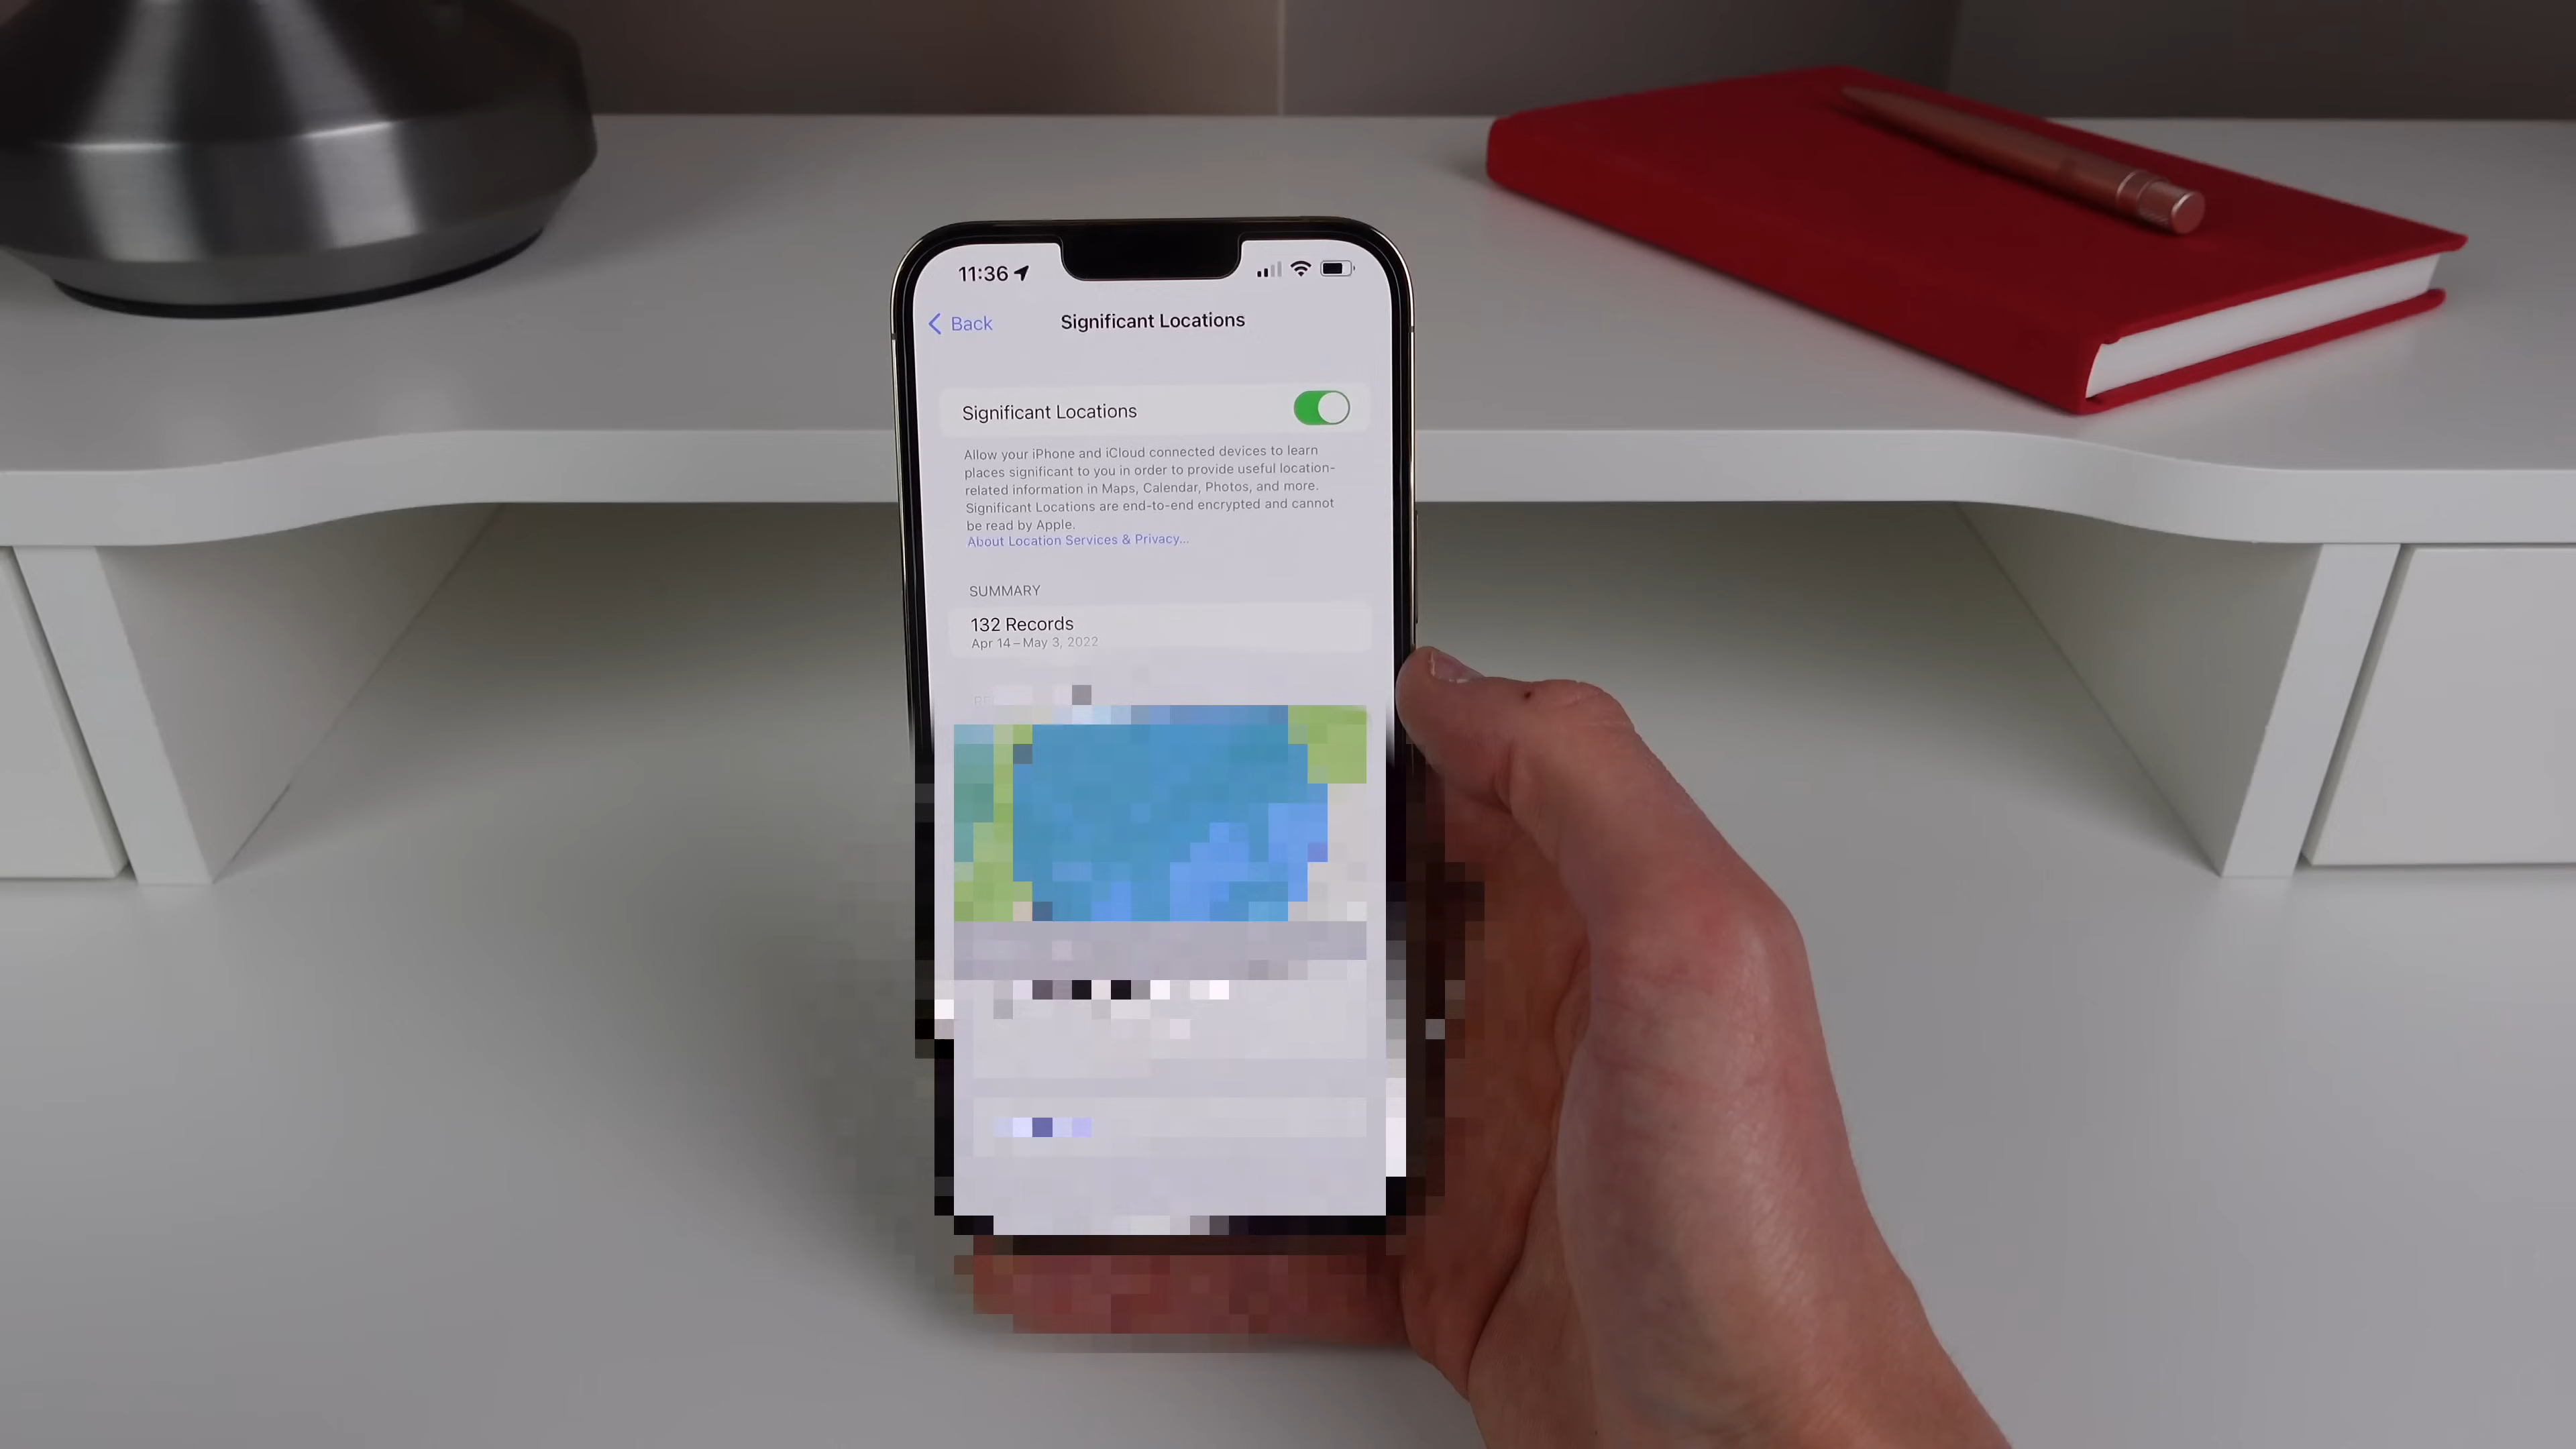 11:36
Back
Significant Locations
Significant Locations
Allow your iPhone and iCloud connected devices to learn
places significant to you in order to provide useful location-
related information in Maps, Calendar, Photos, and more.
Significant Locations are end-to-end encrypted and cannot
be read by Apple.
About Location Services & Privacy...
SUMMARY
132 Records
Apr 14–May 3, 2022